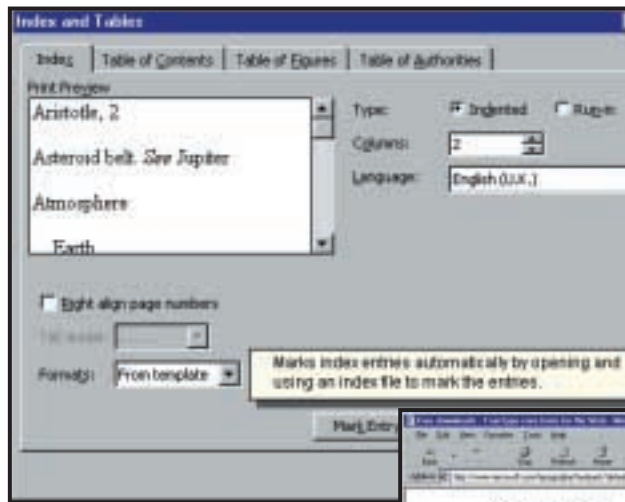 Index and Tables
Index Table of Contents Table of Figures Table of Authorities
Print Preview
Aristotle, 2
Asteroid belt. See Jupiter
Atmosphere
Earth
Type: Indented Run-in
Columns: 2
Language: English (U.K.)
Right align page numbers
Tab leader:
Formats: From template
Marks index entries automatically by opening and
using an index file to mark the entries.
Mark Entry